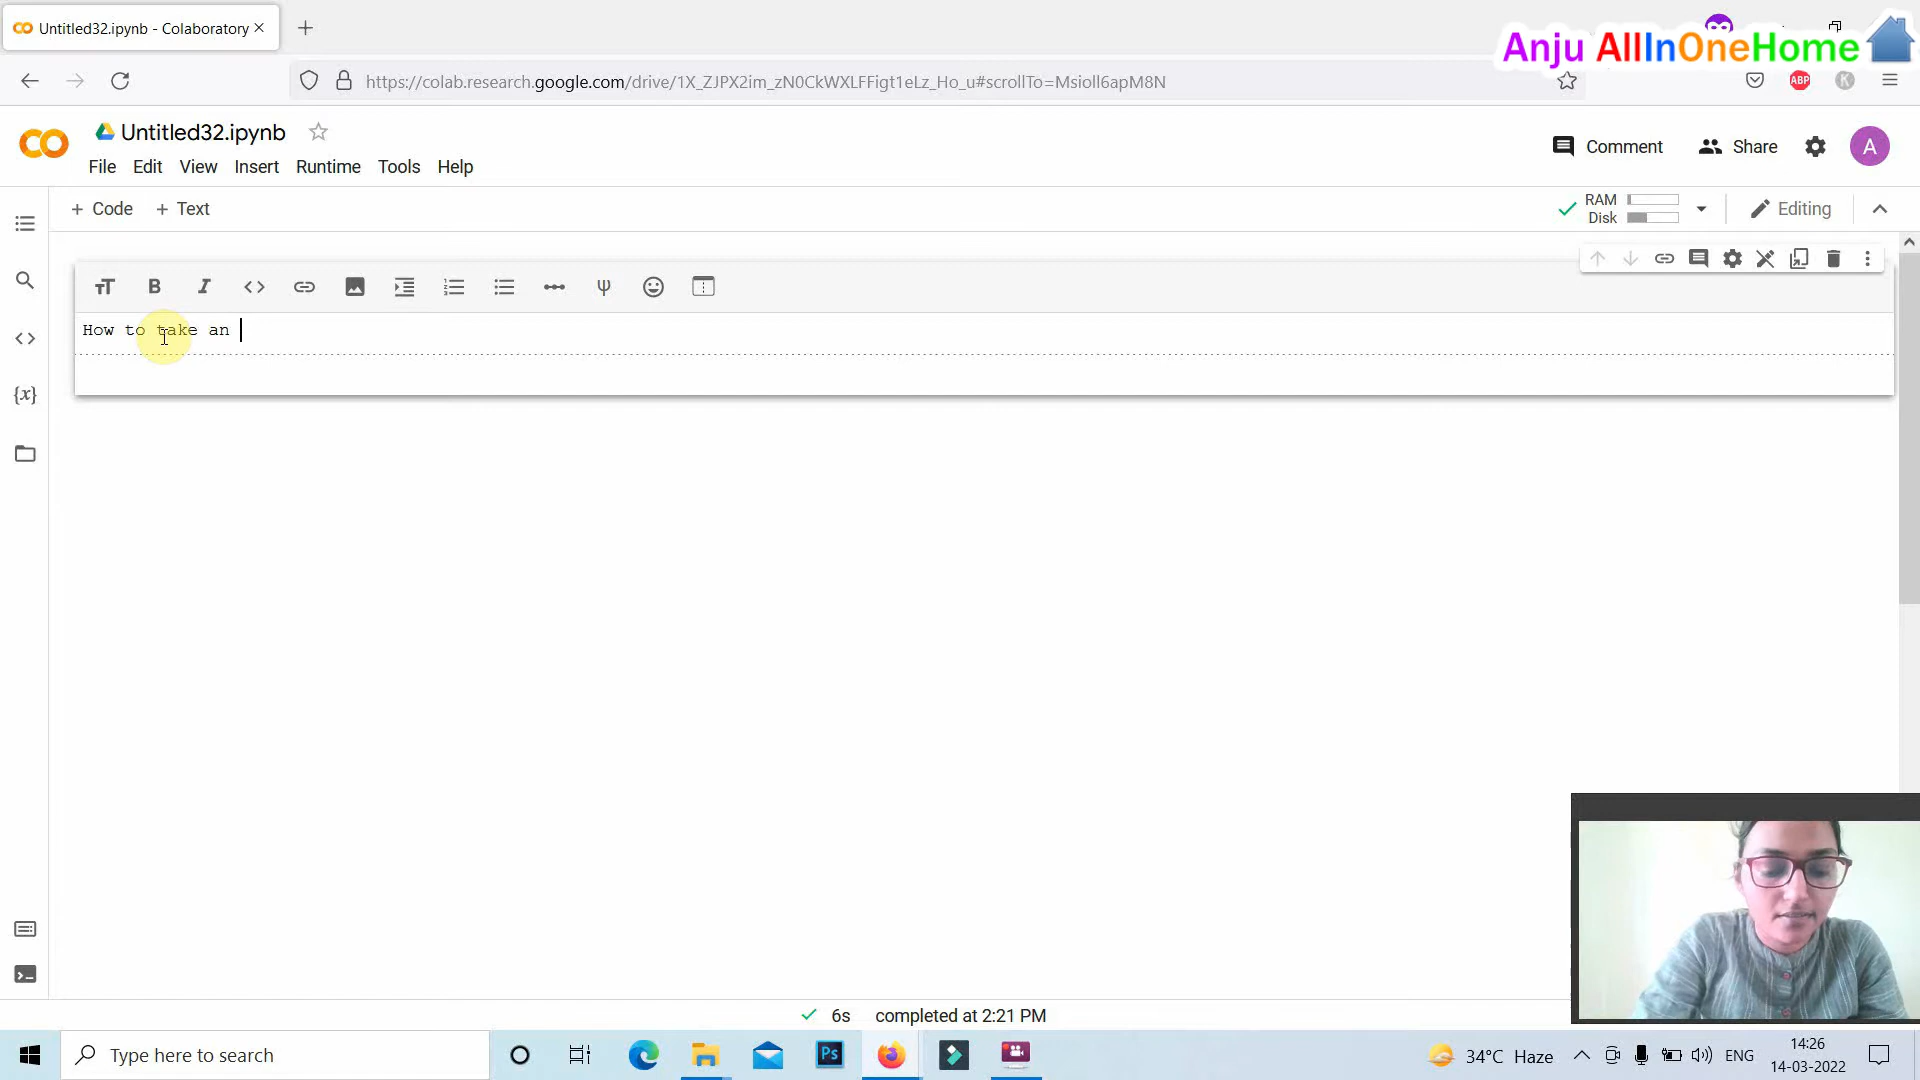 Untitled32.ipynb - Colaboratory
Anju AllInOneHome
https://colab.research.google.com/drive/1X_ZJPX2im_zN0CkWXLFFigt1eLz_Ho_u#scrollTo=Msioll6apM8N
ABP
K
Untitled32.ipynb
File Edit View Insert Runtime Tools Help
Comment
Share
A
+ Code + Text
RAM
Disk
Editing
How to take an
6s completed at 2:21 PM
Type here to search
Ps
34°C Haze
ENG
14:26
14-03-2022